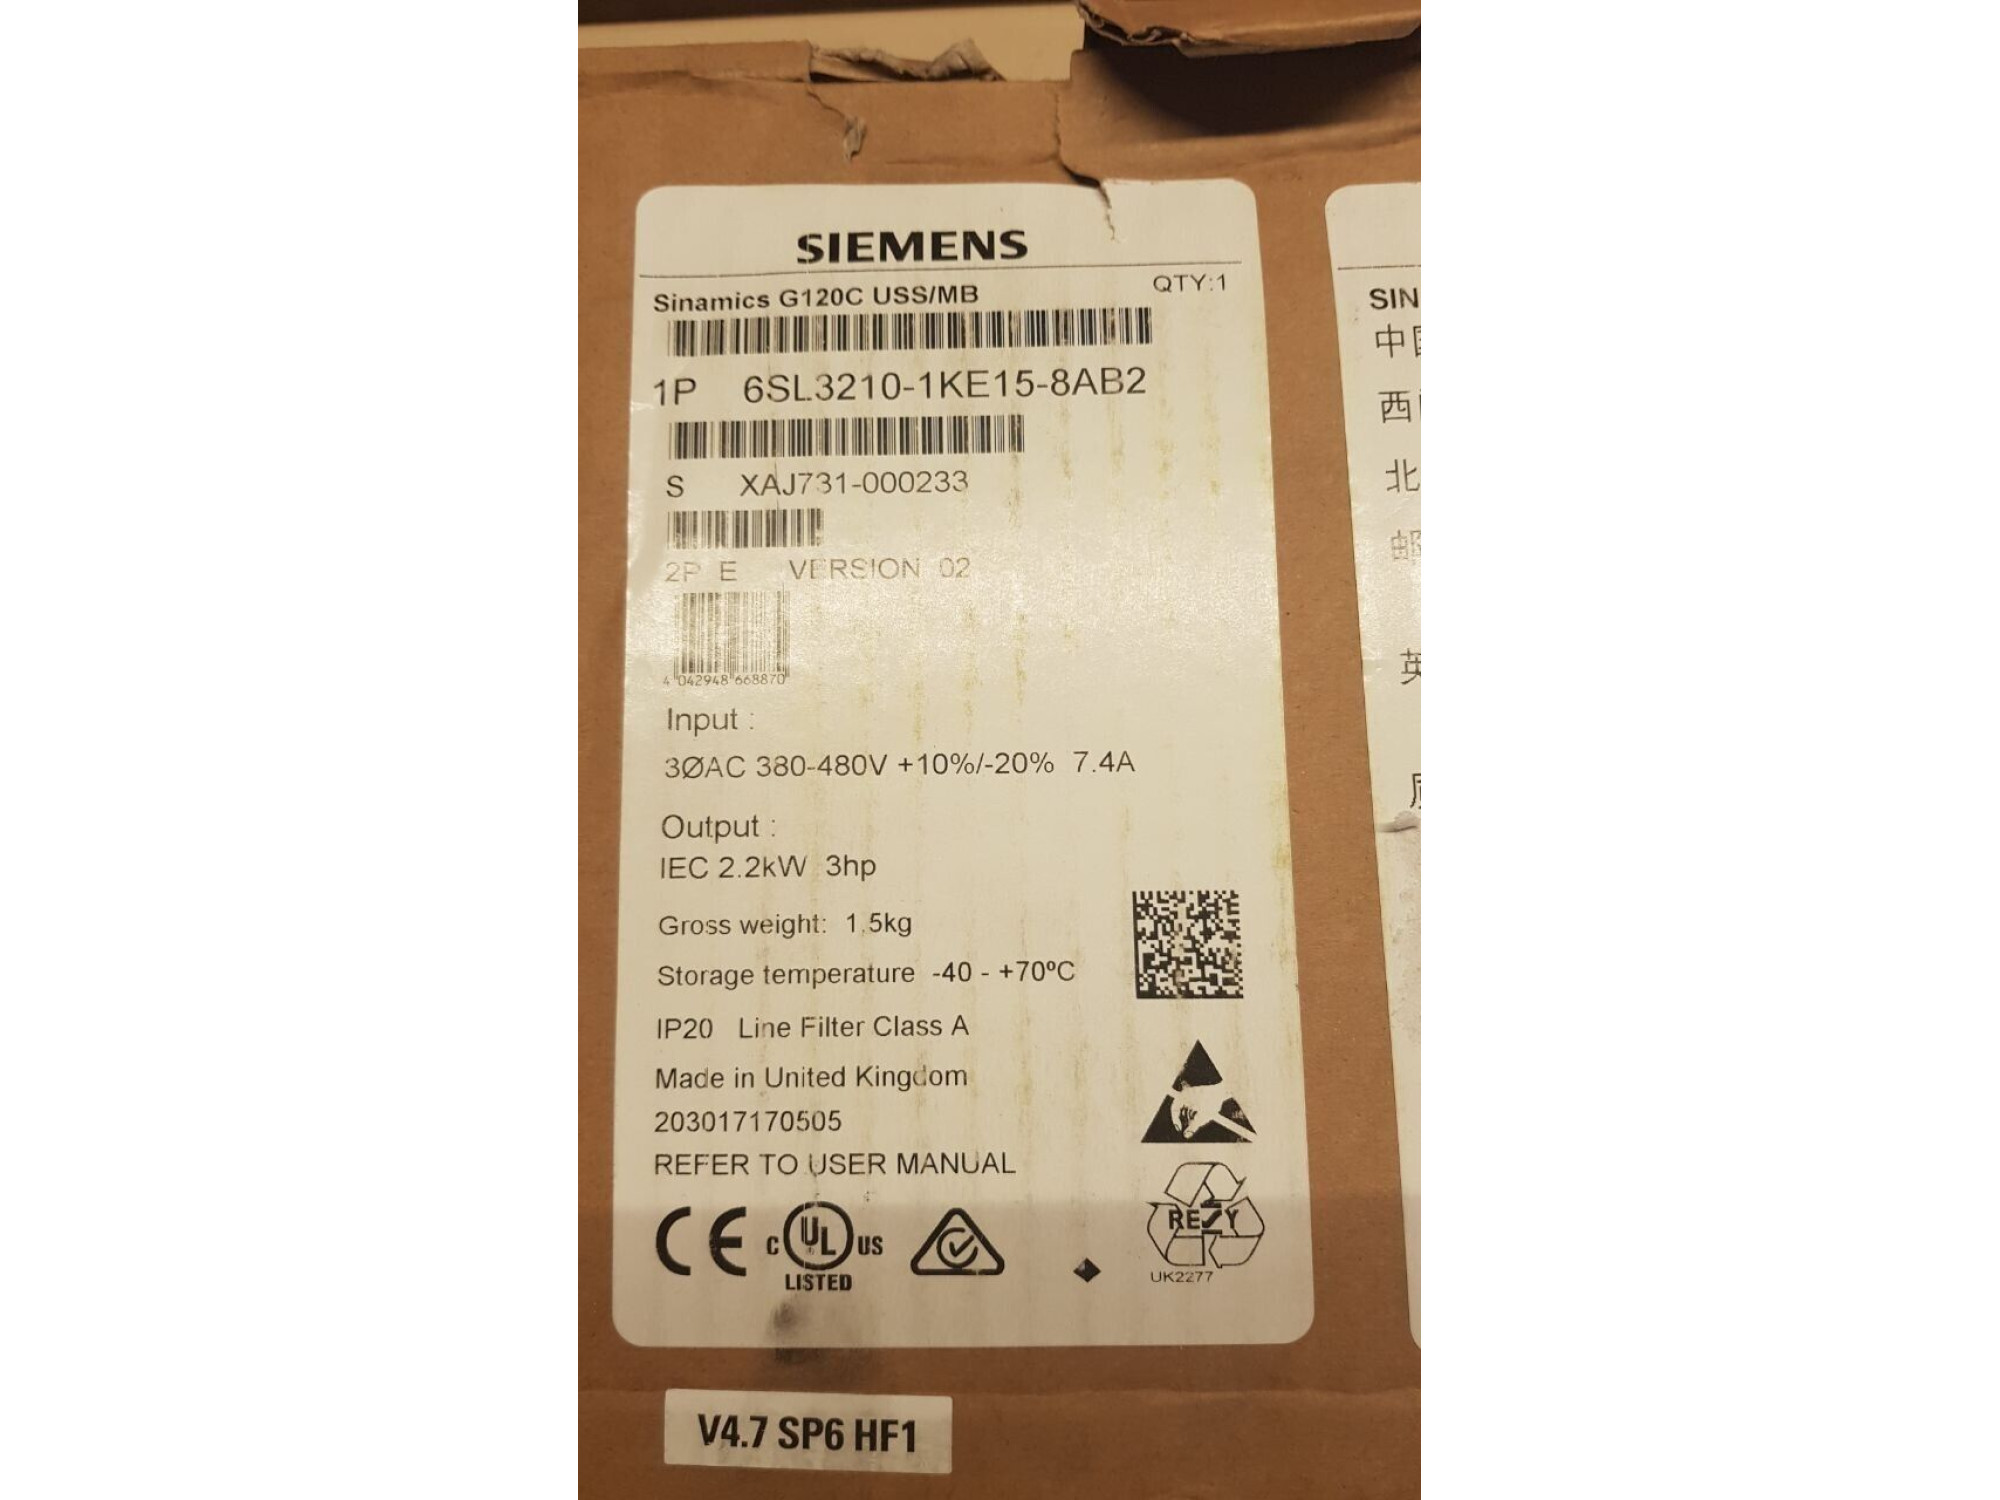 SIEMENS
Sinamics G120C USS/MB QTY:1
1P 6SL3210-1KE15-8AB2
S XAJ731-000233
2P E VERSION 02
4 042948 668870
Input :
3ØAC 380-480V +10%/-20% 7.4A
Output :
IEC 2.2kW 3hp
Gross weight: 1.5kg
Storage temperature -40 - +70ºC
IP20 Line Filter Class A
Made in United Kingdom
203017170505
REFER TO USER MANUAL
CE C UL US
LISTED
RESY
UK2277
V4.7 SP6 HF1
SIN
中
西
北
英